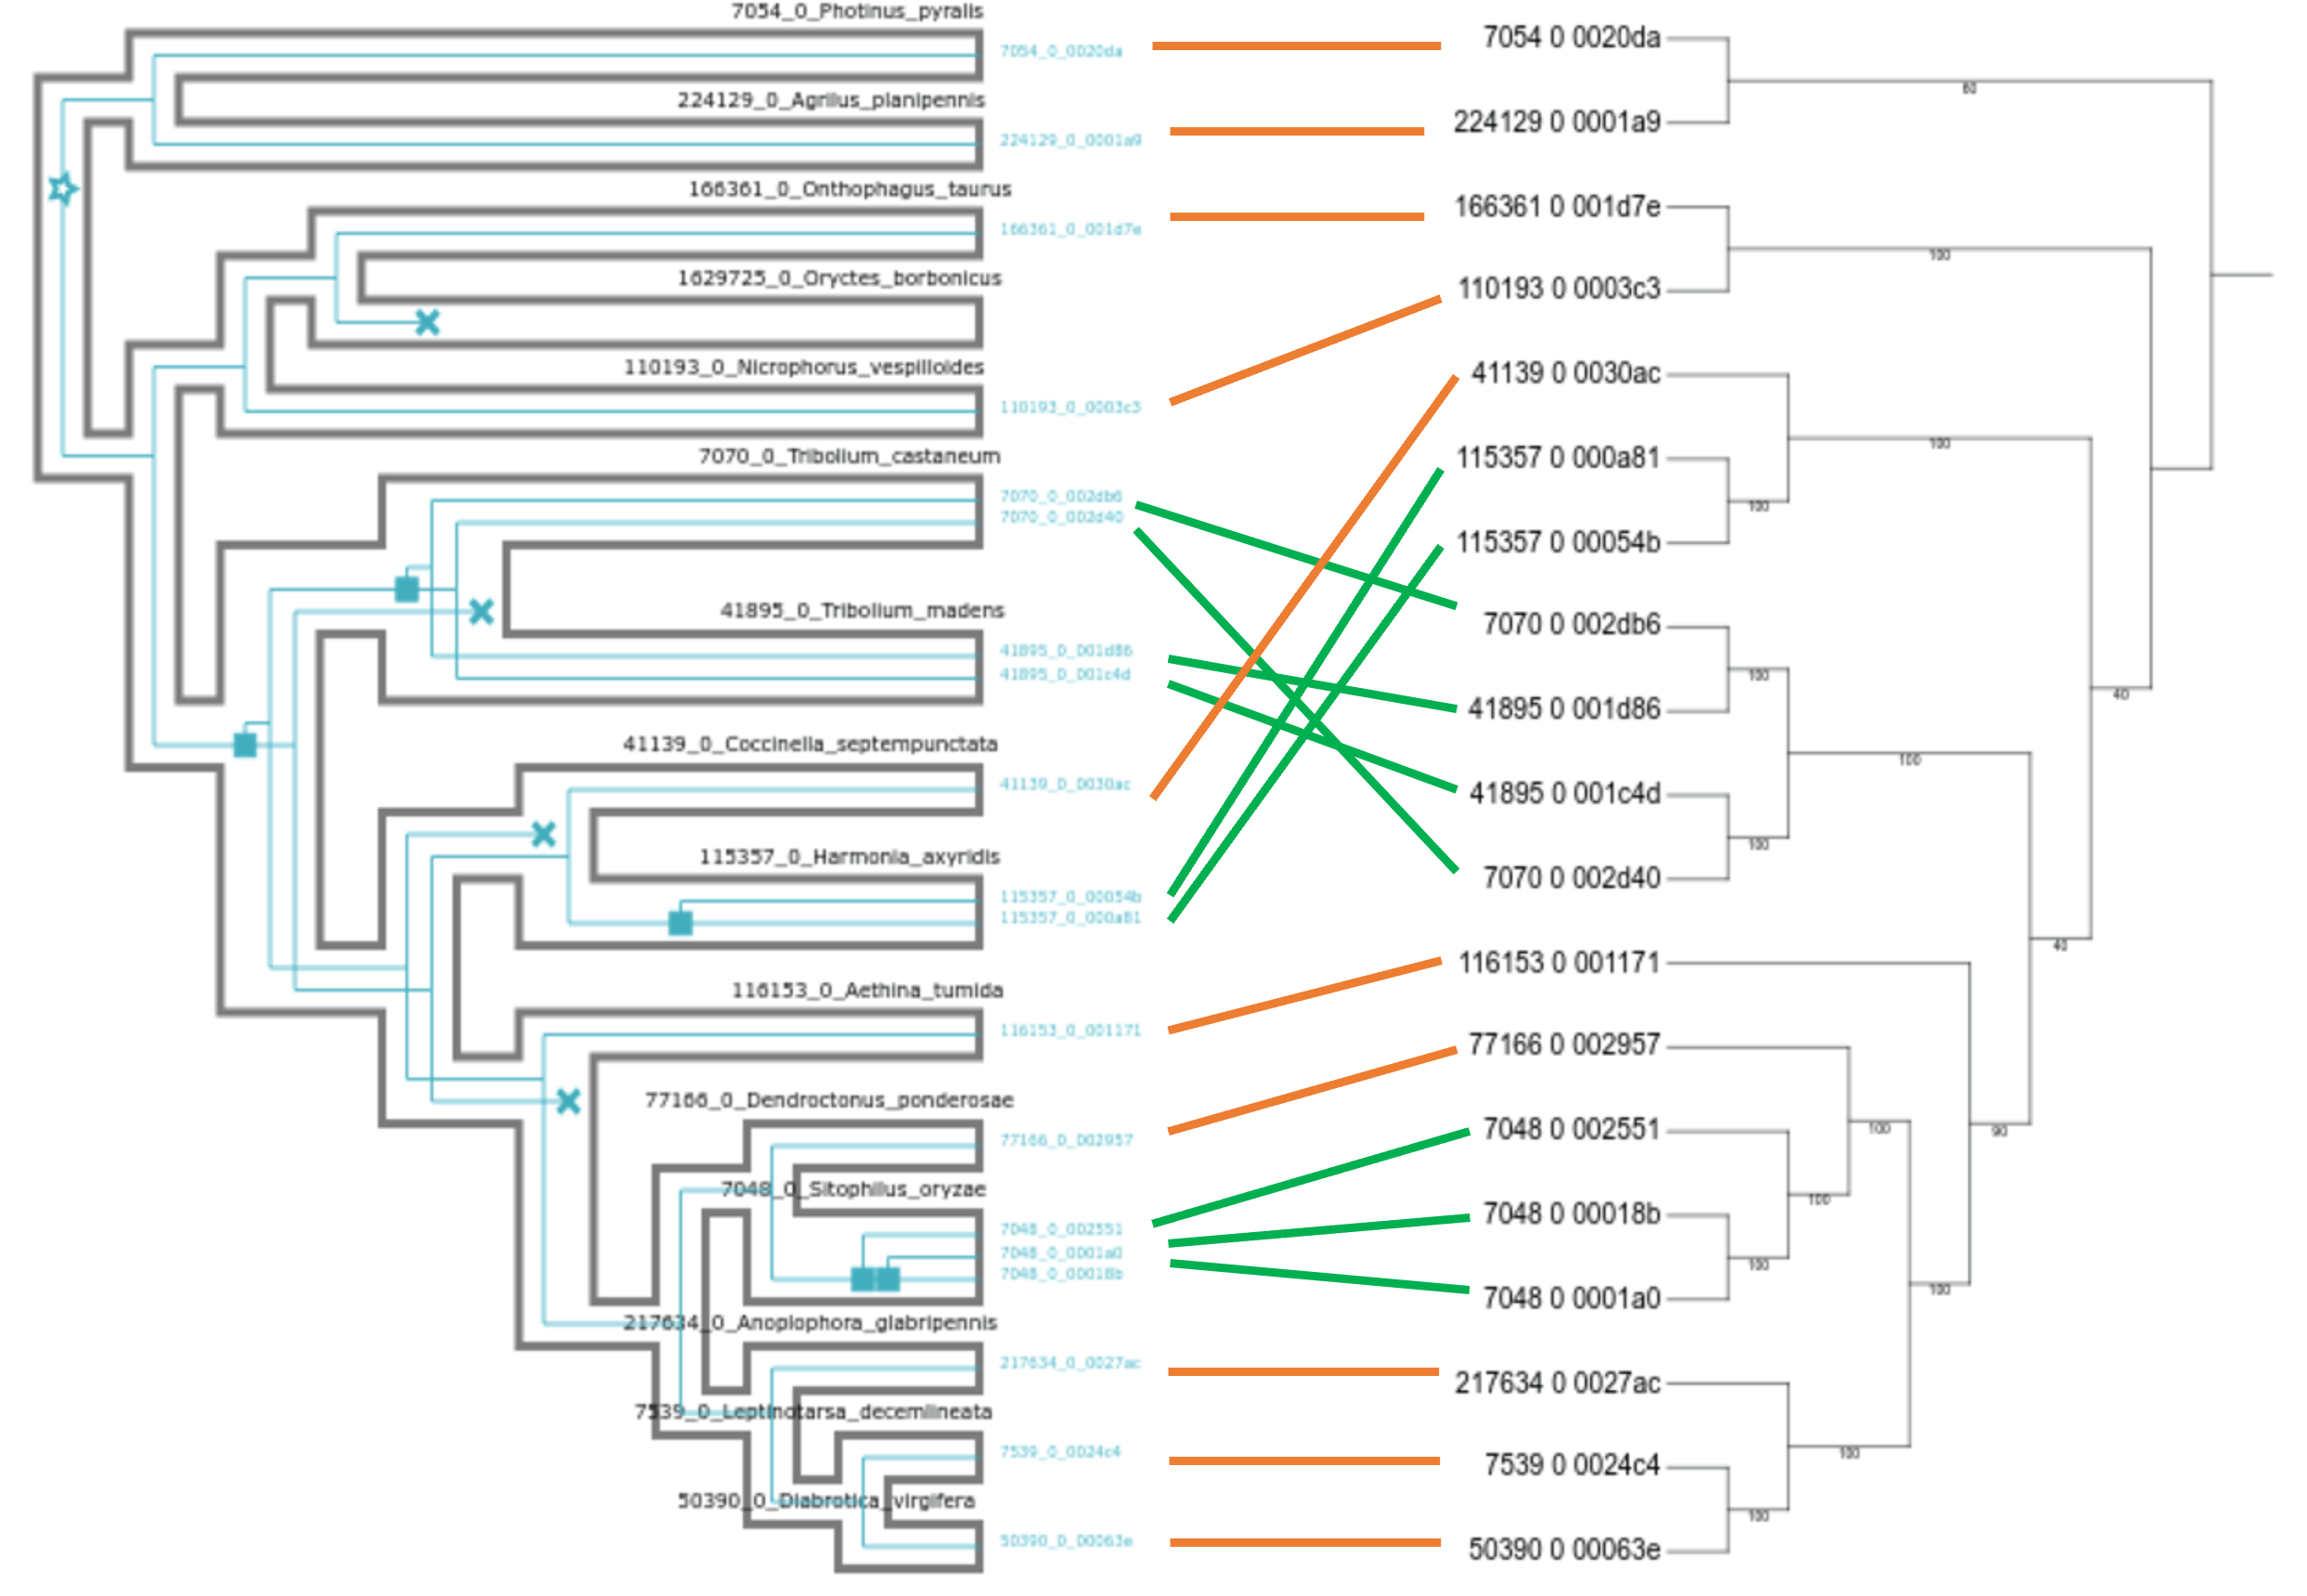 7054_0_Photinus_pyralis
7054_0_0020da
224129_0_Agrilus_planipennis
224129_0_0001a9
166361_0_Onthophagus_taurus
166361_0_001d7e
1629725_0_Oryctes_borbonicus
110193_0_Nicrophorus_vespilloides
110193_0_0003c3
7070_0_Tribolium_castaneum
7070_0_002db6
7070_0_002d40
41895_0_Tribolium_madens
41895_0_001d86
41895_0_001c4d
41139_0_Coccinella_septempunctata
41139_0_0030ac
115357_0_Harmonia_axyridis
115357_0_00054b
115357_0_000a81
116153_0_Aethina_tumida
116153_0_001171
77166_0_Dendroctonus_ponderosae
77166_0_002957
7048_0_Sitophilus_oryzae
7048_0_002551
7048_0_0001a0
7048_0_00018b
217634_0_Anoplophora_glabripennis
217634_0_0027ac
7539_0_Leptinotarsa_decemlineata
7539_0_0024c4
50390_0_Diabrotica_virgifera
50390_0_00063e
7054 0 0020da
60
224129 0 0001a9
166361 0 001d7e
100
110193 0 0003c3
41139 0 0030ac
100
115357 0 000a81
100
115357 0 00054b
7070 0 002db6
100
40
41895 0 001d86
100
41895 0 001c4d
100
7070 0 002d40
40
116153 0 001171
77166 0 002957
100
90
7048 0 002551
100
7048 0 00018b
100
100
7048 0 0001a0
217634 0 0027ac
100
7539 0 0024c4
100
50390 0 00063e